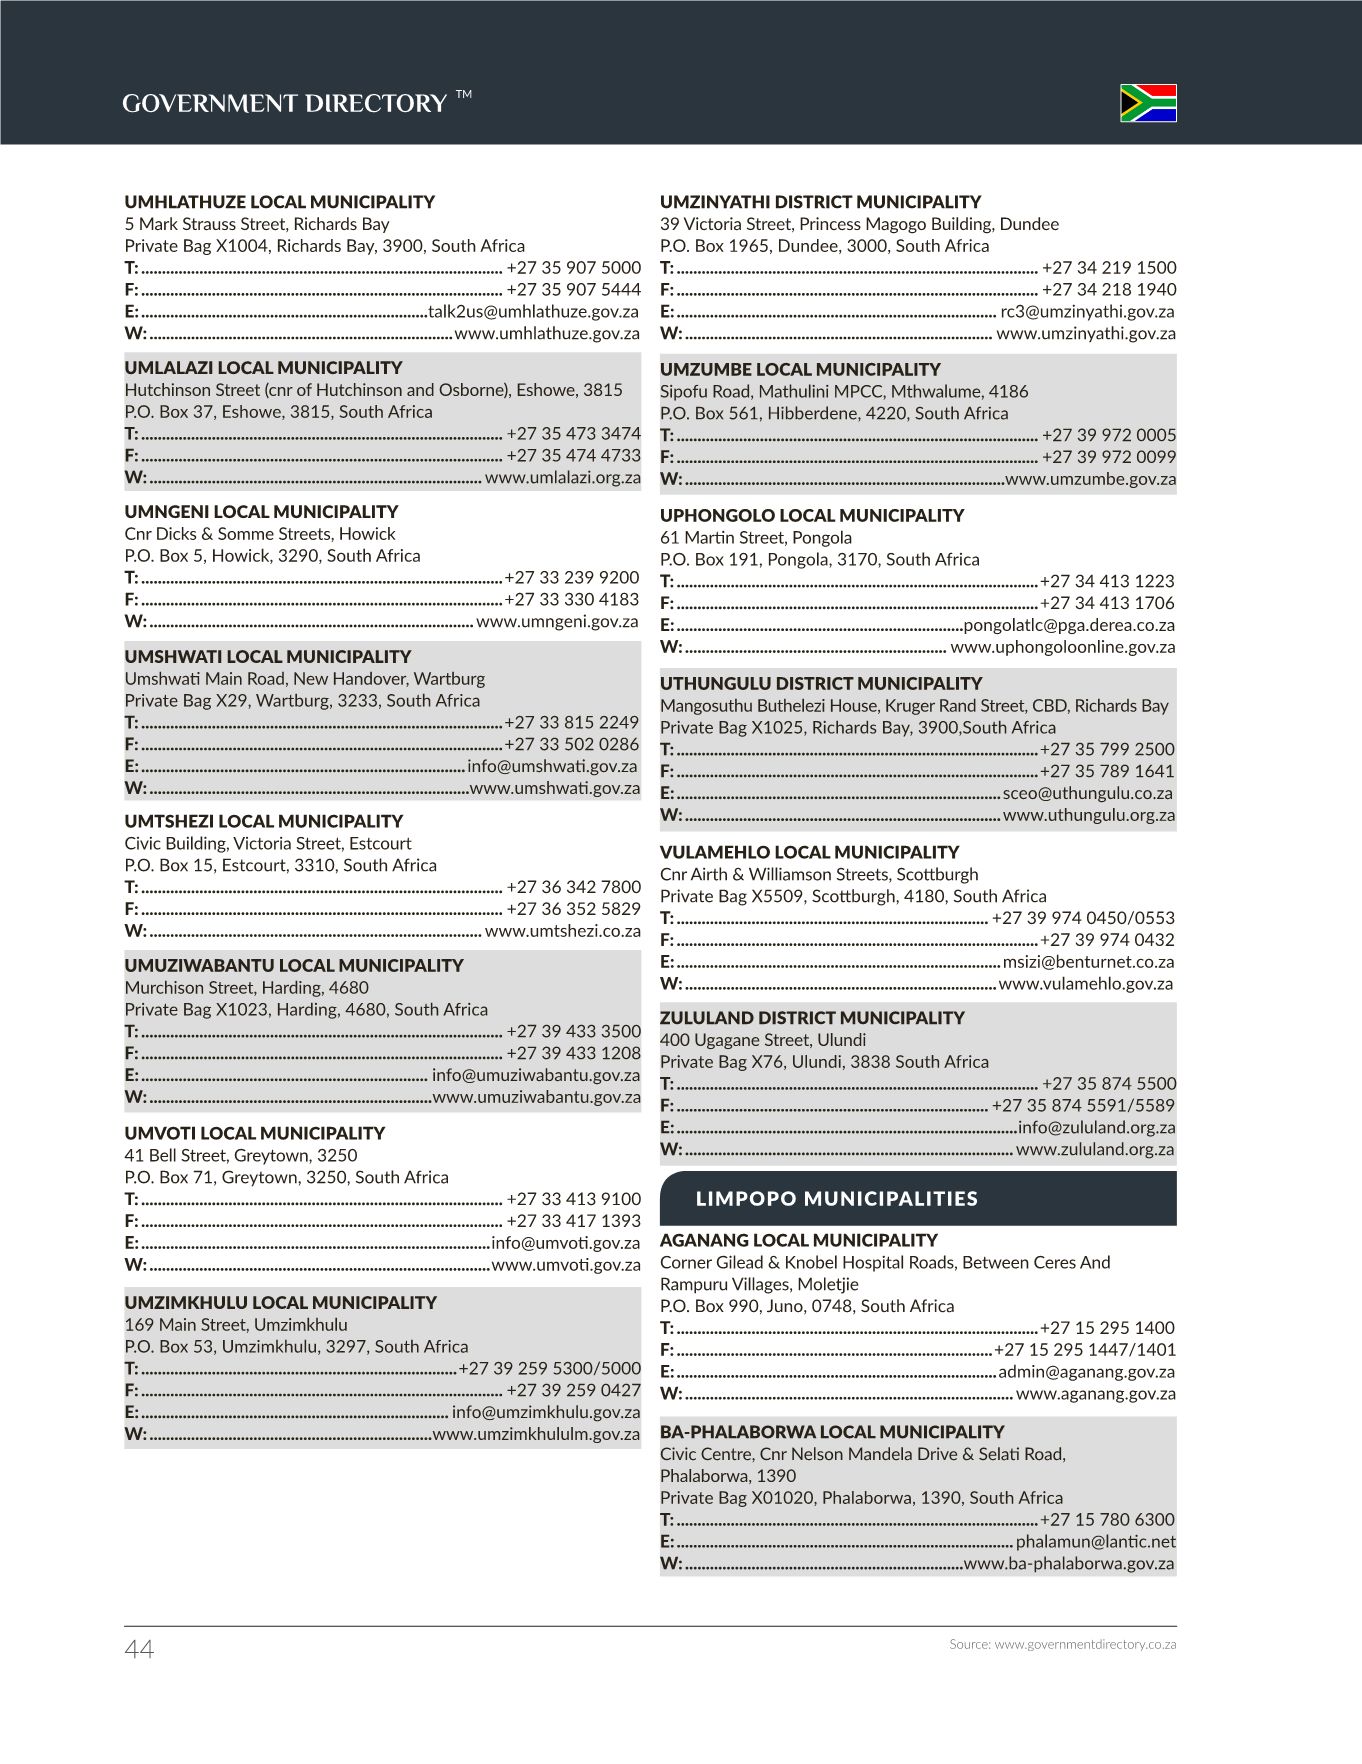 GOVERNMENT DIRECTORY ™
UMHLATHUZE LOCAL MUNICIPALITY
5 Mark Strauss Street, Richards Bay
Private Bag X1004, Richards Bay, 3900, South Africa
T: +27 35 907 5000
F: +27 35 907 5444
E: talk2us@umhlathuze.gov.za
W: www.umhlathuze.gov.za
UMLALAZI LOCAL MUNICIPALITY
Hutchinson Street (cnr of Hutchinson and Osborne), Eshowe, 3815
P.O. Box 37, Eshowe, 3815, South Africa
T: +27 35 473 3474
F: +27 35 474 4733
W: www.umlalazi.org.za
UMNGENI LOCAL MUNICIPALITY
Cnr Dicks & Somme Streets, Howick
P.O. Box 5, Howick, 3290, South Africa
T: +27 33 239 9200
F: +27 33 330 4183
W: www.umngeni.gov.za
UMSHWATI LOCAL MUNICIPALITY
Umshwati Main Road, New Handover, Wartburg
Private Bag X29, Wartburg, 3233, South Africa
T: +27 33 815 2249
F: +27 33 502 0286
E: info@umshwati.gov.za
W: www.umshwati.gov.za
UMTSHEZI LOCAL MUNICIPALITY
Civic Building, Victoria Street, Estcourt
P.O. Box 15, Estcourt, 3310, South Africa
T: +27 36 342 7800
F: +27 36 352 5829
W: www.umtshezi.co.za
UMUZIWABANTU LOCAL MUNICIPALITY
Murchison Street, Harding, 4680
Private Bag X1023, Harding, 4680, South Africa
T: +27 39 433 3500
F: +27 39 433 1208
E: info@umuziwabantu.gov.za
W: www.umuziwabantu.gov.za
UMVOTI LOCAL MUNICIPALITY
41 Bell Street, Greytown, 3250
P.O. Box 71, Greytown, 3250, South Africa
T: +27 33 413 9100
F: +27 33 417 1393
E: info@umvoti.gov.za
W: www.umvoti.gov.za
UMZIMKHULU LOCAL MUNICIPALITY
169 Main Street, Umzimkhulu
P.O. Box 53, Umzimkhulu, 3297, South Africa
T: +27 39 259 5300/5000
F: +27 39 259 0427
E: info@umzimkhulu.gov.za
W: www.umzimkhululm.gov.za
UMZINYATHI DISTRICT MUNICIPALITY
39 Victoria Street, Princess Magogo Building, Dundee
P.O. Box 1965, Dundee, 3000, South Africa
T: +27 34 219 1500
F: +27 34 218 1940
E: rc3@umzinyathi.gov.za
W: www.umzinyathi.gov.za
UMZUMBE LOCAL MUNICIPALITY
Sipofu Road, Mathulini MPCC, Mthwalume, 4186
P.O. Box 561, Hibberdene, 4220, South Africa
T: +27 39 972 0005
F: +27 39 972 0099
W: www.umzumbe.gov.za
UPHONGOLO LOCAL MUNICIPALITY
61 Martin Street, Pongola
P.O. Box 191, Pongola, 3170, South Africa
T: +27 34 413 1223
F: +27 34 413 1706
E: pongolatlc@pga.derea.co.za
W: www.uphongoloonline.gov.za
UTHUNGULU DISTRICT MUNICIPALITY
Mangosuthu Buthelezi House, Kruger Rand Street, CBD, Richards Bay
Private Bag X1025, Richards Bay, 3900,South Africa
T: +27 35 799 2500
F: +27 35 789 1641
E: sceo@uthungulu.co.za
W: www.uthungulu.org.za
VULAMEHLO LOCAL MUNICIPALITY
Cnr Airth & Williamson Streets, Scottburgh
Private Bag X5509, Scottburgh, 4180, South Africa
T: +27 39 974 0450/0553
F: +27 39 974 0432
E: msizi@benturnet.co.za
W: www.vulamehlo.gov.za
ZULULAND DISTRICT MUNICIPALITY
400 Ugagane Street, Ulundi
Private Bag X76, Ulundi, 3838 South Africa
T: +27 35 874 5500
F: +27 35 874 5591/5589
E: info@zululand.org.za
W: www.zululand.org.za
LIMPOPO MUNICIPALITIES
AGANANG LOCAL MUNICIPALITY
Corner Gilead & Knobel Hospital Roads, Between Ceres And
Rampuru Villages, Moletjie
P.O. Box 990, Juno, 0748, South Africa
T: +27 15 295 1400
F: +27 15 295 1447/1401
E: admin@aganang.gov.za
W: www.aganang.gov.za
BA-PHALABORWA LOCAL MUNICIPALITY
Civic Centre, Cnr Nelson Mandela Drive & Selati Road,
Phalaborwa, 1390
Private Bag X01020, Phalaborwa, 1390, South Africa
T: +27 15 780 6300
E: phalamun@lantic.net
W: www.ba-phalaborwa.gov.za
44
Source: www.governmentdirectory.co.za